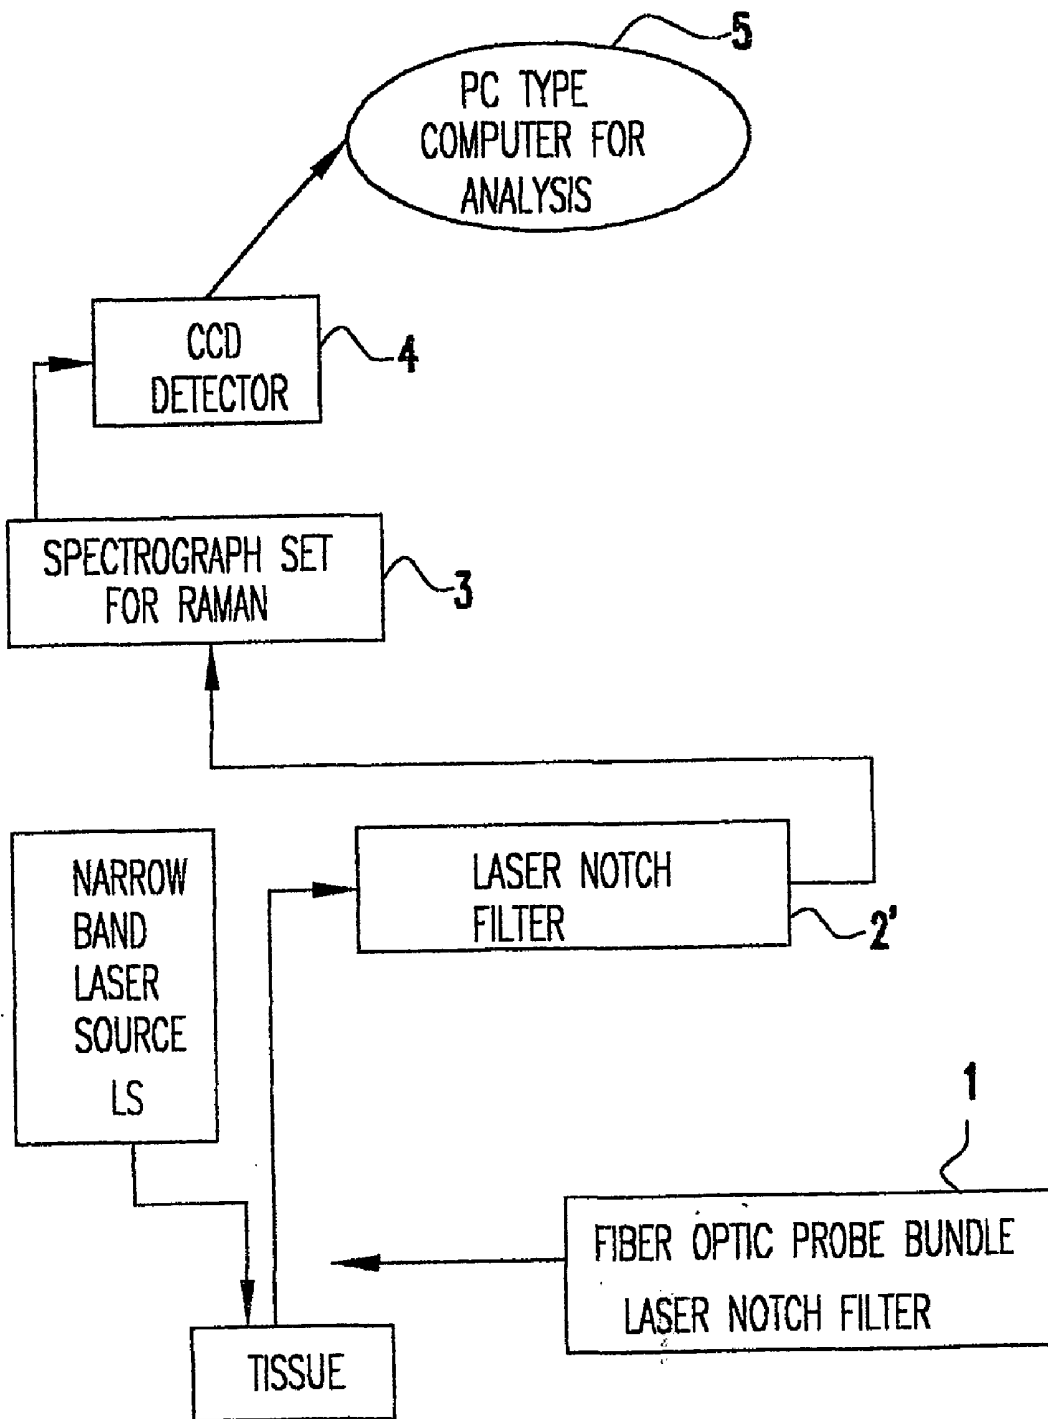 5
PC TYPE
COMPUTER FOR
ANALYSIS
CCD
DETECTOR
4
SPECTROGRAPH SET
FOR RAMAN
3
NARROW
BAND
LASER
SOURCE
LS
LASER NOTCH
FILTER
2'
1
FIBER OPTIC PROBE BUNDLE
LASER NOTCH FILTER
TISSUE